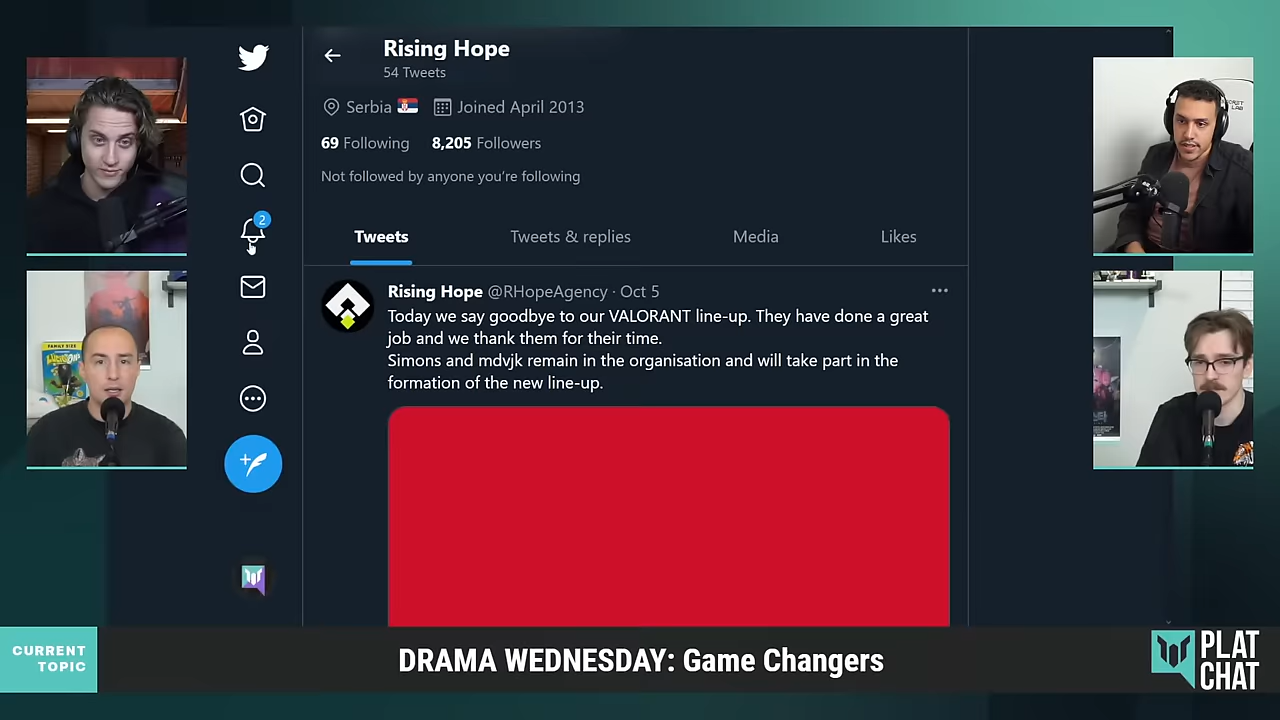 Rising Hope
54 Tweets
Serbia Joined April 2013
69 Following 8,205 Followers
Not followed by anyone you're following
2
Tweets Tweets & replies Media Likes
Rising Hope @RHopeAgency · Oct 5
Today we say goodbye to our VALORANT line-up. They have done a great
job and we thank them for their time.
Simons and mdvjk remain in the organisation and will take part in the
formation of the new line-up.
FAMILY SIZE
CURRENT
TOPIC
DRAMA WEDNESDAY: Game Changers
PLAT
CHAT